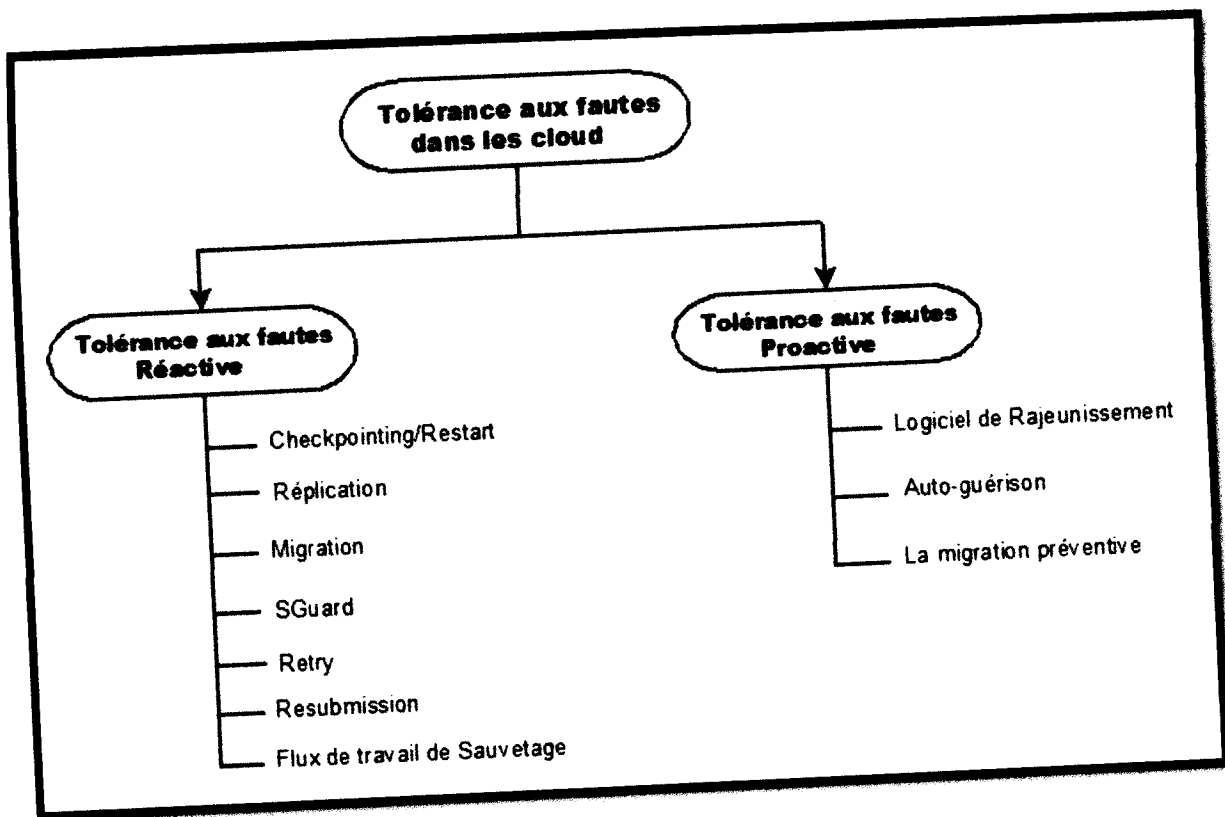 Tolérance aux fautes
dans les cloud
Tolérance aux fautes
Réactive
Checkpointing/Restart
Réplication
Migration
SGuard
Retry
Resubmission
Flux de travail de Sauvetage
Tolérance aux fautes
Proactive
Logiciel de Rajeunissement
Auto-guérison
La migration préventive